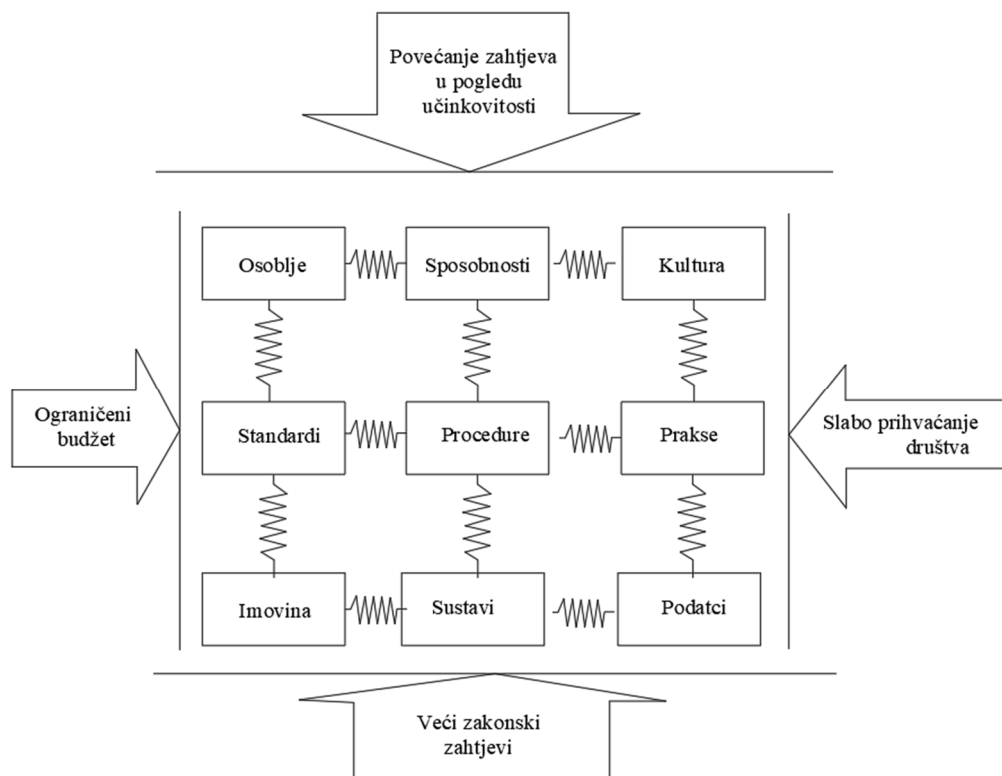 Povećanje zahtjeva
u pogledu
učinkovitosti
Osoblje
Sposobnosti
Kultura
Ograničeni
budžet
Standardi
Procedure
Prakse
Slabo prihvaćanje
društva
Imovina
Sustavi
Podatci
Veći zakonski
zahtjevi